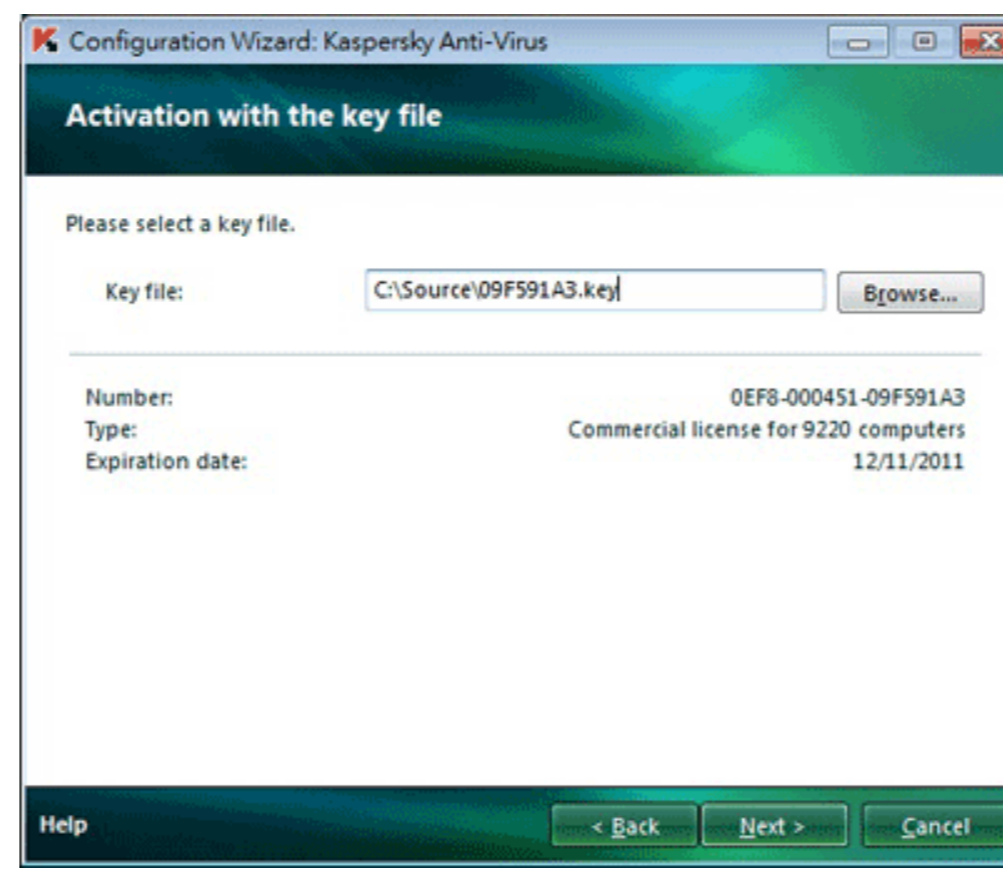 Configuration Wizard: Kaspersky Anti-Virus
Activation with the key file
Please select a key file.
Key file: C:\Source\09F591A3.key Browse...
Number: 0EF8-000451-09F591A3
Type: Commercial license for 9220 computers
Expiration date: 12/11/2011
Help < Back Next > Cancel